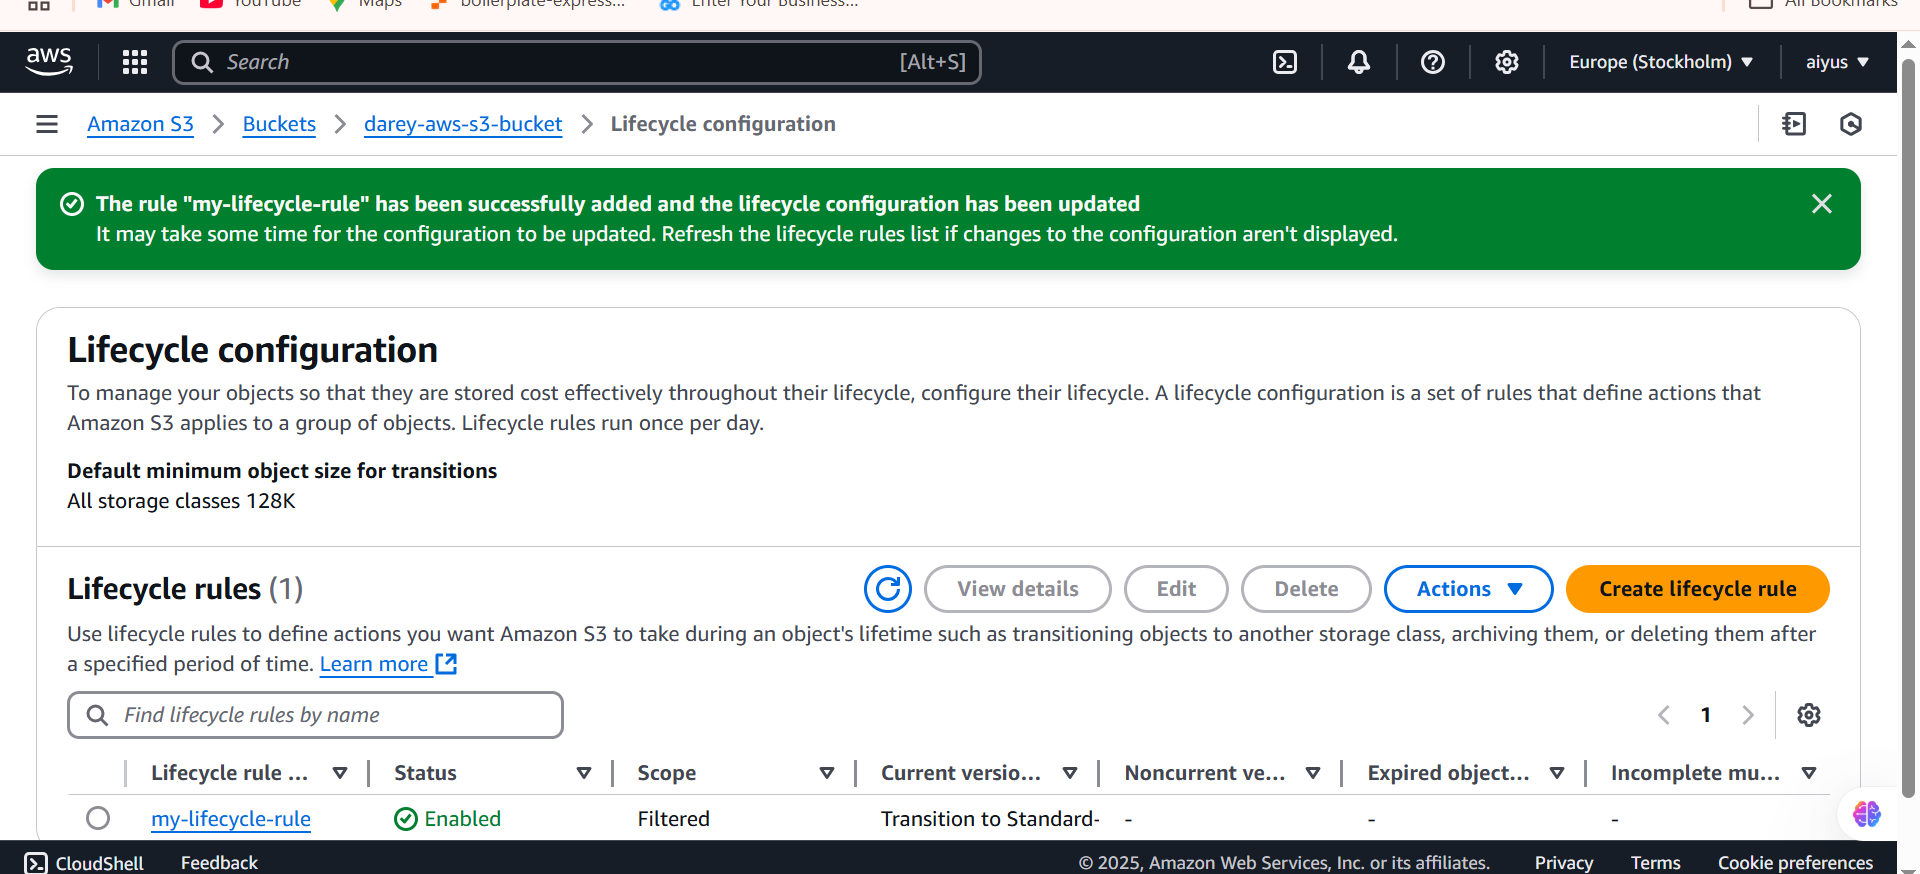 Gmail
YouTube
Maps
boilerplate-express...
Enter Your Business...
All Bookmarks
aws
Search
[Alt+S]
Europe (Stockholm)
aiyus
Amazon S3
Buckets
darey-aws-s3-bucket
Lifecycle configuration
The rule "my-lifecycle-rule" has been successfully added and the lifecycle configuration has been updated
It may take some time for the configuration to be updated. Refresh the lifecycle rules list if changes to the configuration aren't displayed.
Lifecycle configuration
To manage your objects so that they are stored cost effectively throughout their lifecycle, configure their lifecycle. A lifecycle configuration is a set of rules that define actions that
Amazon S3 applies to a group of objects. Lifecycle rules run once per day.
Default minimum object size for transitions
All storage classes 128K
Lifecycle rules (1)
View details
Edit
Delete
Actions
Create lifecycle rule
Use lifecycle rules to define actions you want Amazon S3 to take during an object's lifetime such as transitioning objects to another storage class, archiving them, or deleting them after
a specified period of time. Learn more
Find lifecycle rules by name
1
Lifecycle rule ...
Status
Scope
Current versio...
Noncurrent ve...
Expired object...
Incomplete mu...
my-lifecycle-rule
Enabled
Filtered
Transition to Standard-
-
-
-
CloudShell
Feedback
© 2025, Amazon Web Services, Inc. or its affiliates.
Privacy
Terms
Cookie preferences